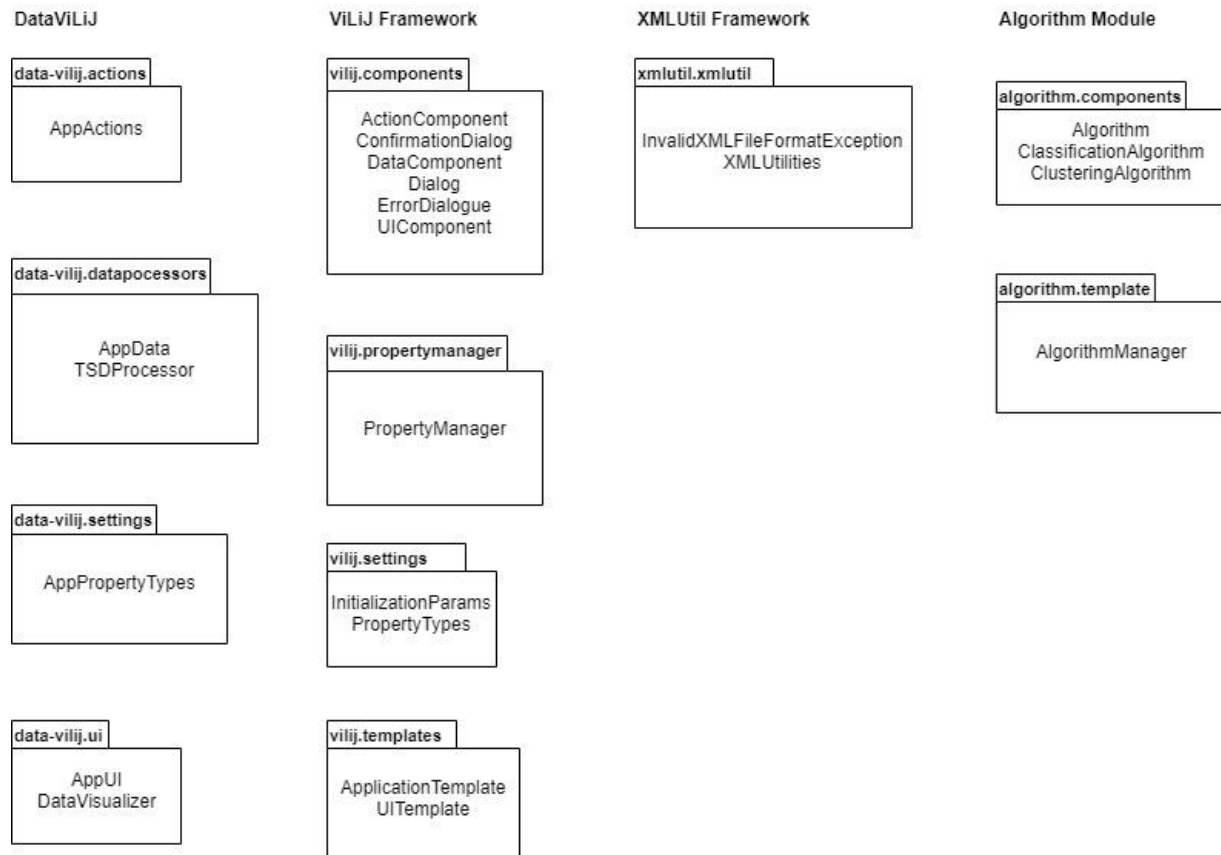 DataViLiJ
data-vilij.actions
AppActions
data-vilij.datapocessors
AppData
TSDProcessor
data-vilij.settings
AppPropertyTypes
data-vilij.ui
AppUI
DataVisualizer
ViLiJ Framework
vilij.components
ActionComponent
ConfirmationDialog
DataComponent
Dialog
ErrorDialogue
UIComponent
vilij.propertymanager
PropertyManager
vilij.settings
InitializationParams
PropertyTypes
vilij.templates
ApplicationTemplate
UITemplate
XMLUtil Framework
xmlutil.xmlutil
InvalidXMLFileFormatException
XMLUtilities
Algorithm Module
algorithm.components
Algorithm
ClassificationAlgorithm
ClusteringAlgorithm
algorithm.template
AlgorithmManager